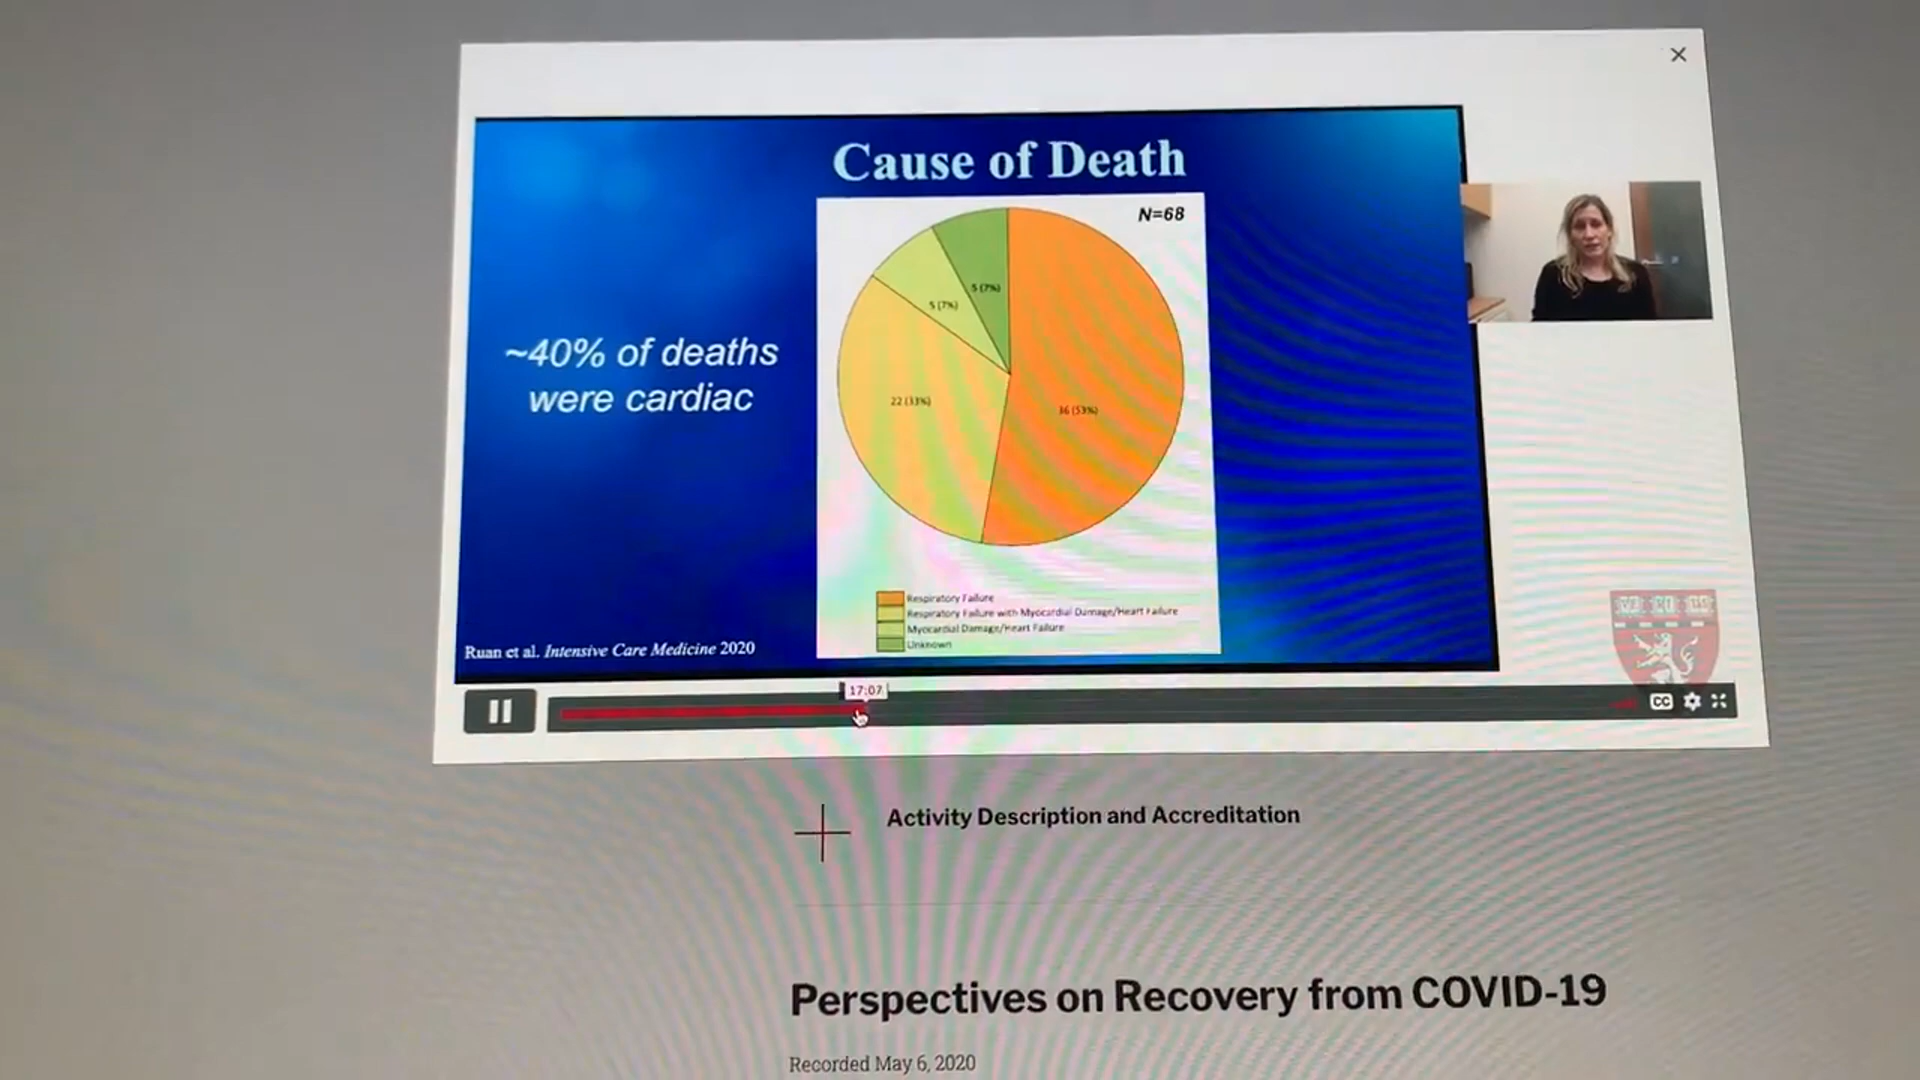 Cause of Death
N=68
5 (7%)
5 (7%)
~40% of deaths
were cardiac
22 (33%)
36 (53%)
Respiratory Failure
Respiratory Failure with Myocardial Damage/Heart Failure
Myocardial Damage/Heart Failure
Unknown
Ruan et al. Intensive Care Medicine 2020
17:07
CC
Activity Description and Accreditation
Perspectives on Recovery from COVID-19
Recorded May 6, 2020